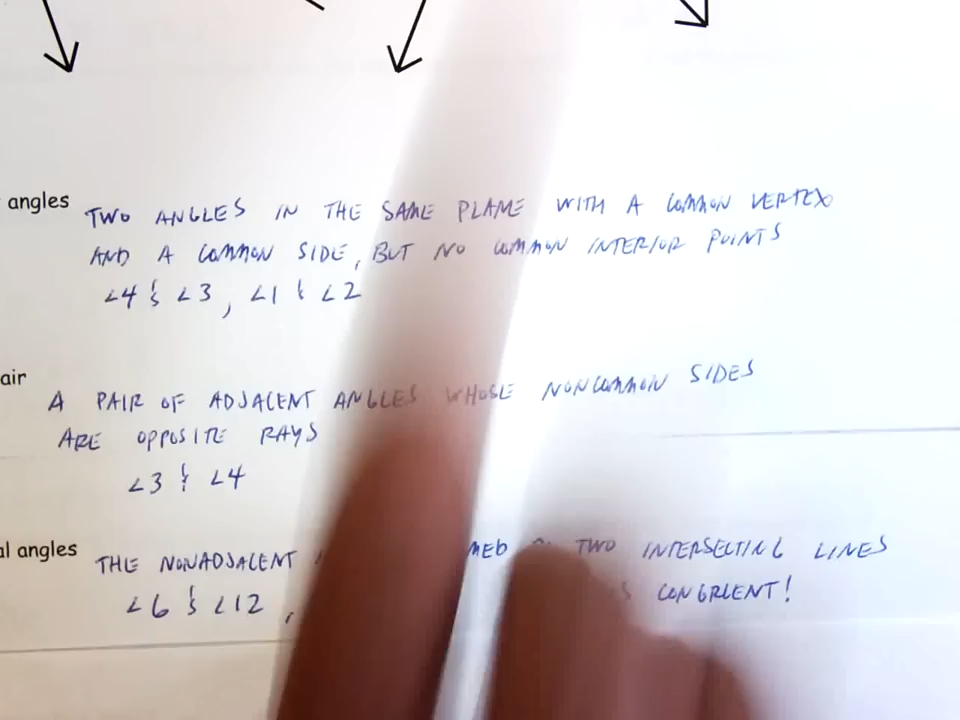 angles TWO ANGLES IN THE SAME PLANE WITH A COMMON VERTEX
AND A COMMON SIDE, BUT NO COMMON INTERIOR POINTS
∠4 & ∠3, ∠1 & ∠2
air A PAIR OF ADJACENT ANGLES WHOSE NONCOMMON SIDES
ARE OPPOSITE RAYS
∠3 & ∠4
al angles THE NONADJACENT TWO INTERSECTING LINES
∠6 & ∠12, CONGRUENT!